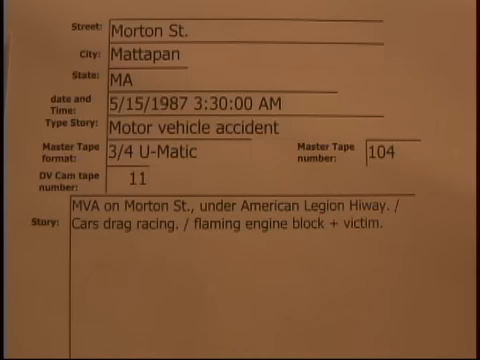 Street: Morton St.
City: Mattapan
State: MA
date and Time: 5/15/1987 3:30:00 AM
Type Story: Motor vehicle accident
Master Tape format: 3/4 U-Matic Master Tape number: 104
DV Cam tape number: 11
Story: MVA on Morton St., under American Legion Hiway. /
Cars drag racing. / flaming engine block + victim.